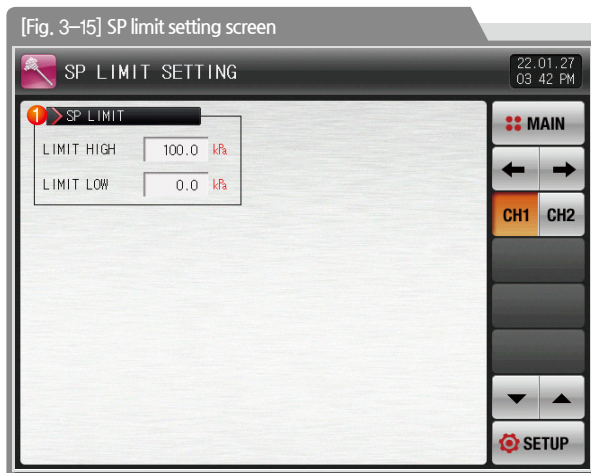 [Fig. 3-15] SP limit setting screen
SP LIMIT SETTING
22.01.27
03 42 PM
1 SP LIMIT
LIMIT HIGH 100.0 kPa
LIMIT LOW 0.0 kPa
MAIN
CH1 CH2
SETUP